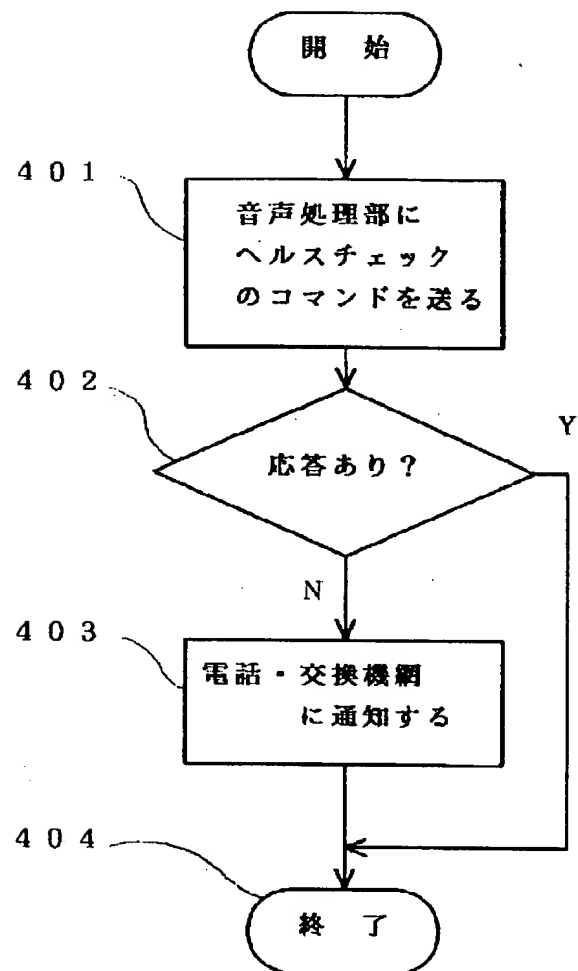 開 始
４０１
音声処理部に
ヘルスチェック
のコマンドを送る
４０２
応答あり？
Y
N
４０３
電話・交換機網
に通知する
４０４
終 了